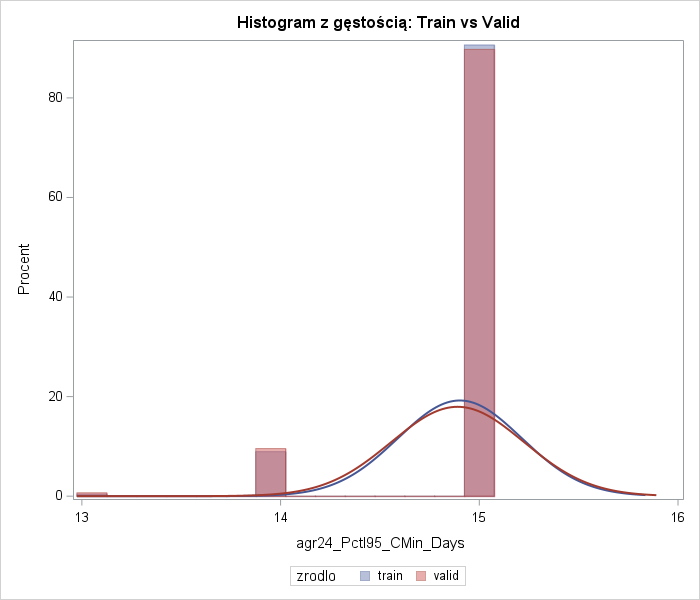 Histogram z gęstością: Train vs Valid
Procent
80
60
40
20
0
13 14 15 16
agr24_Pctl95_CMin_Days
zrodlo train valid